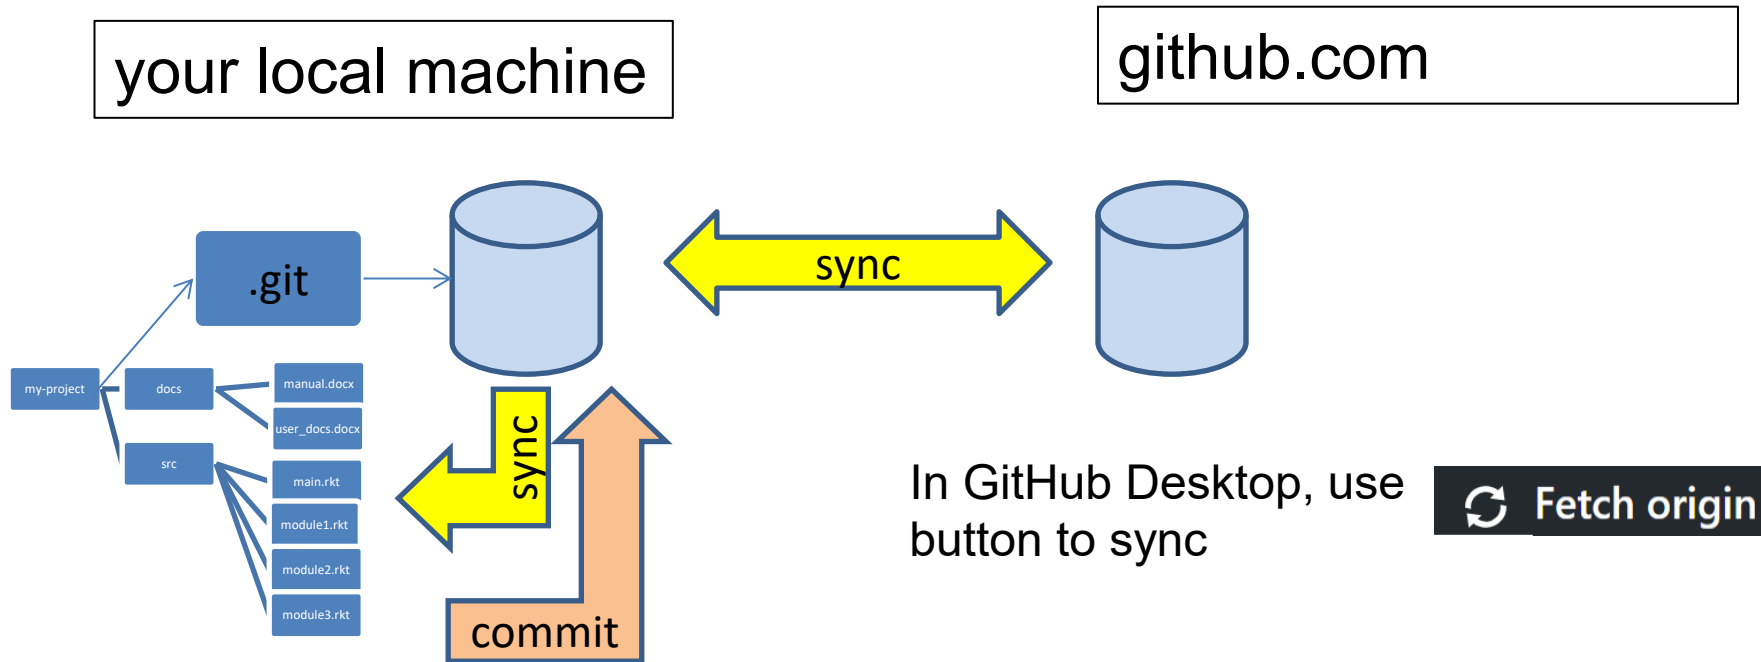 your local machine
github.com
.git
sync
my-project
docs
manual.docx
user_docs.docx
src
main.rkt
module1.rkt
module2.rkt
module3.rkt
sync
commit
In GitHub Desktop, use
button to sync
Fetch origin